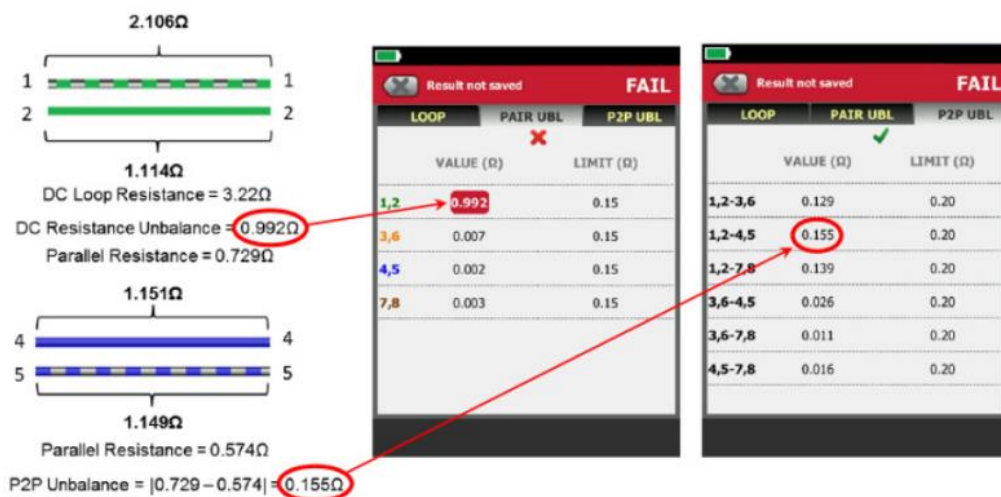 2.106Ω
1 1
2 2
1.114Ω
DC Loop Resistance = 3.22Ω
DC Resistance Unbalance = 0.992Ω
Parallel Resistance = 0.729Ω
1.151Ω
4 4
5 5
1.149Ω
Parallel Resistance = 0.574Ω
P2P Unbalance = |0.729 – 0.574| = 0.155Ω
Result not saved FAIL
LOOP PAIR UBL P2P UBL
VALUE (Ω) LIMIT (Ω)
1,2 0.992 0.15
3,6 0.007 0.15
4,5 0.002 0.15
7,8 0.003 0.15
Result not saved FAIL
LOOP PAIR UBL P2P UBL
VALUE (Ω) LIMIT (Ω)
1,2-3,6 0.129 0.20
1,2-4,5 0.155 0.20
1,2-7,8 0.139 0.20
3,6-4,5 0.026 0.20
3,6-7,8 0.011 0.20
4,5-7,8 0.016 0.20